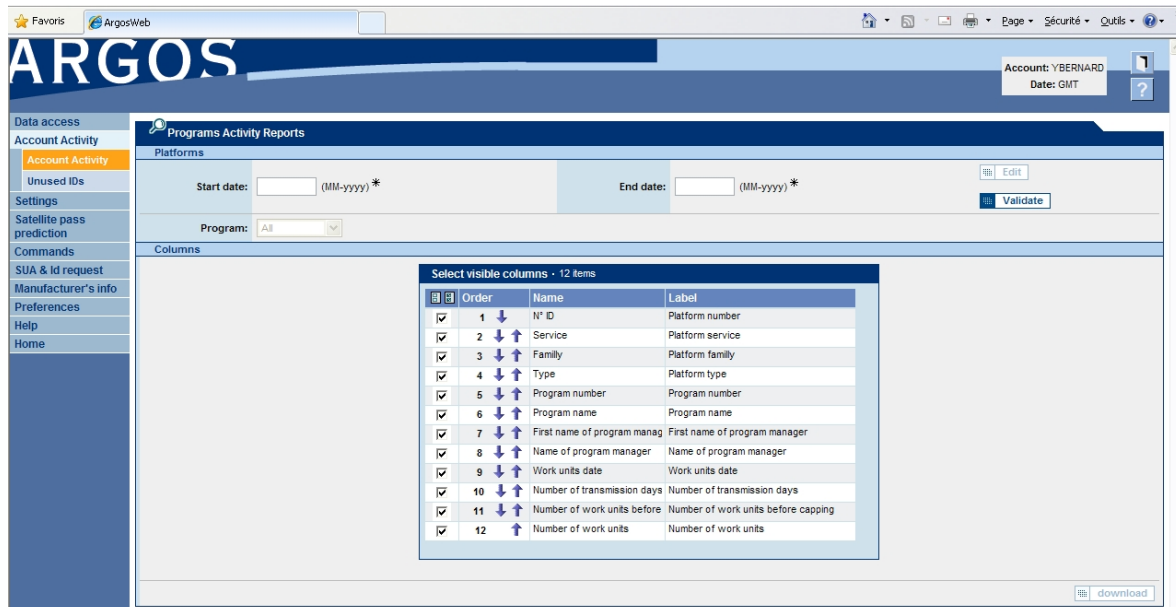 Favoris ArgosWeb Page Sécurité Outils
ARGOS
Account: YBERNARD
Date: GMT
?
Data access
Account Activity
Account Activity
Unused IDs
Settings
Satellite pass
prediction
Commands
SUA & Id request
Manufacturer's info
Preferences
Help
Home
Programs Activity Reports
Platforms
Start date: (MM-yyyy) * End date: (MM-yyyy) * Edit
Validate
Program: All
Columns
Select visible columns · 12 items
Order Name Label
1 N° ID Platform number
2 Service Platform service
3 Familly Platform familly
4 Type Platform type
5 Program number Program number
6 Program name Program name
7 First name of program manag First name of program manager
8 Name of program manager Name of program manager
9 Work units date Work units date
10 Number of transmission days Number of transmission days
11 Number of work units before Number of work units before capping
12 Number of work units Number of work units
download